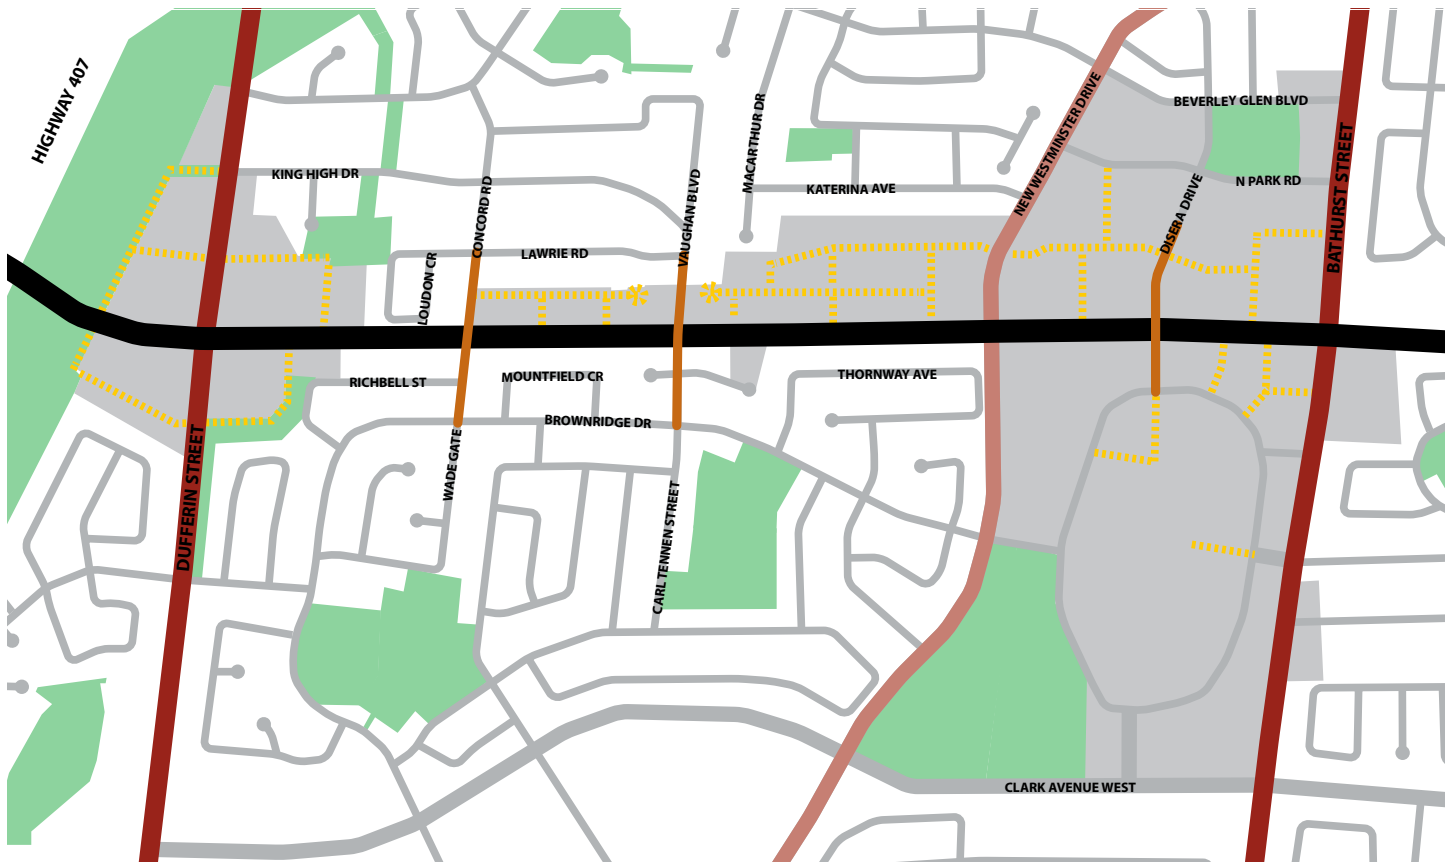 HIGHWAY 407
BEVERLEY GLEN BLVD
KING HIGH DR
MACARTHUR DR
NEW WESTMINSTER DRIVE
BATHURST STREET
N PARK RD
KATERINA AVE
CONCORD RD
VAUGHAN BLVD
DISERA DRIVE
LAWRIE RD
LOUDON CR
RICHBELL ST
MOUNTFIELD CR
THORNWAY AVE
BROWNRIDGE DR
WADE GATE
DUFFERIN STREET
CARL TENNEN STREET
CLARK AVENUE WEST